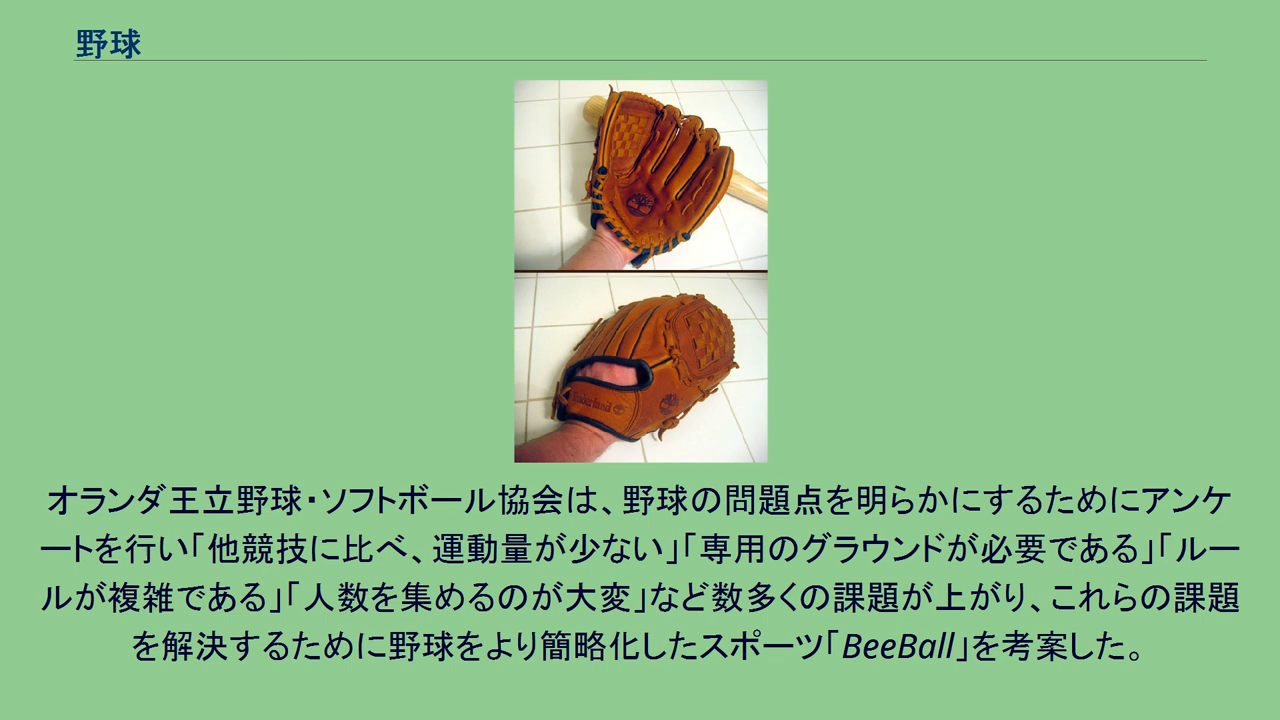 野球
Timberland
オランダ王立野球・ソフトボール協会は、野球の問題点を明らかにするためにアンケ
ートを行い「他競技に比べ、運動量が少ない」「専用のグラウンドが必要である」「ルー
ルが複雑である」「人数を集めるのが大変」など数多くの課題が上がり、これらの課題
を解決するために野球をより簡略化したスポーツ「BeeBall」を考案した。